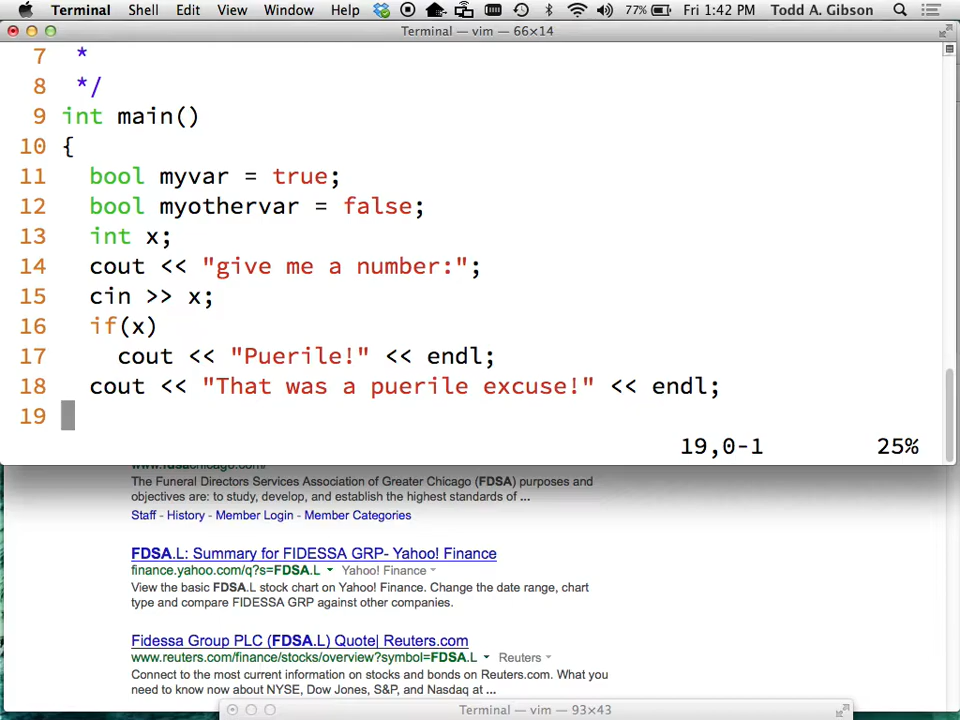 Terminal Shell Edit View Window Help 77% Fri 1:42 PM Todd A. Gibson
Terminal — vim — 66×14
7 *
8 */
9 int main()
10 {
11 bool myvar = true;
12 bool myothervar = false;
13 int x;
14 cout << "give me a number:";
15 cin >> x;
16 if(x)
17 cout << "Puerile!" << endl;
18 cout << "That was a puerile excuse!" << endl;
19
19,0-1 25%
www.fdsachicago.com/
The Funeral Directors Services Association of Greater Chicago (FDSA) purposes and
objectives are: to study, develop, and establish the highest standards of ...
Staff - History - Member Login - Member Categories
FDSA.L: Summary for FIDESSA GRP- Yahoo! Finance
finance.yahoo.com/q?s=FDSA.L Yahoo! Finance
View the basic FDSA.L stock chart on Yahoo! Finance. Change the date range, chart
type and compare FIDESSA GRP against other companies.
Fidessa Group PLC (FDSA.L) Quote| Reuters.com
www.reuters.com/finance/stocks/overview?symbol=FDSA.L Reuters
Connect to the most current information on stocks and bonds on Reuters.com. You
need to know now about NYSE, Dow Jones, S&P, and Nasdaq at ...
Terminal — vim — 93×43